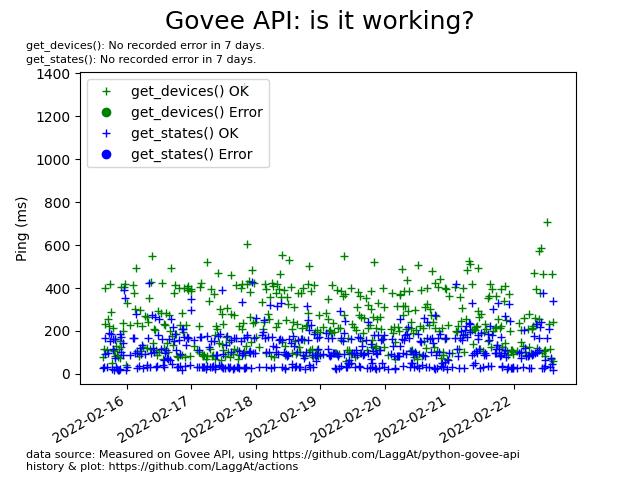 Govee API: is it working?
get_devices(): No recorded error in 7 days.
get_states(): No recorded error in 7 days.
1400
1200
1000
800
600
400
200
0
Ping (ms)
get_devices() OK
get_devices() Error
get_states() OK
get_states() Error
2022-02-16
2022-02-17
2022-02-18
2022-02-19
2022-02-20
2022-02-21
2022-02-22
data source: Measured on Govee API, using https://github.com/LaggAt/python-govee-api
history & plot: https://github.com/LaggAt/actions